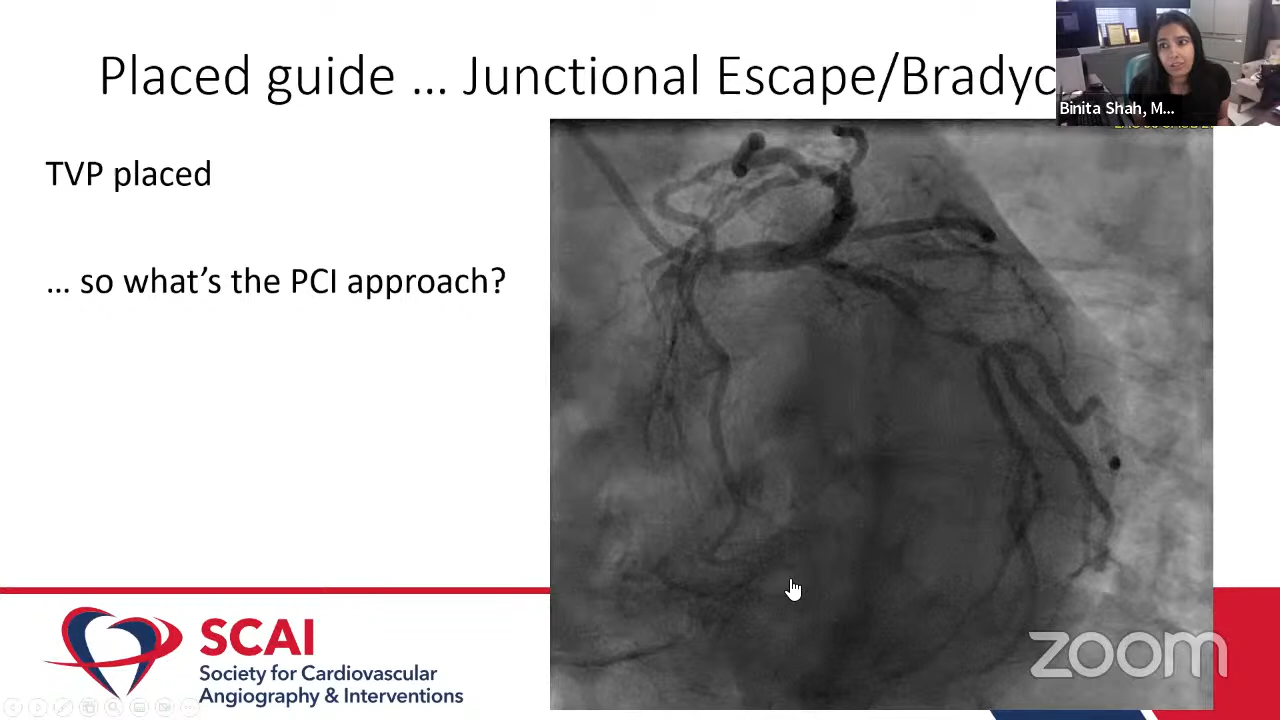 Placed guide ... Junctional Escape/Bradyc
Binita Shah, M...
TVP placed
... so what's the PCI approach?
SCAI
Society for Cardiovascular
Angiography & Interventions
zoom